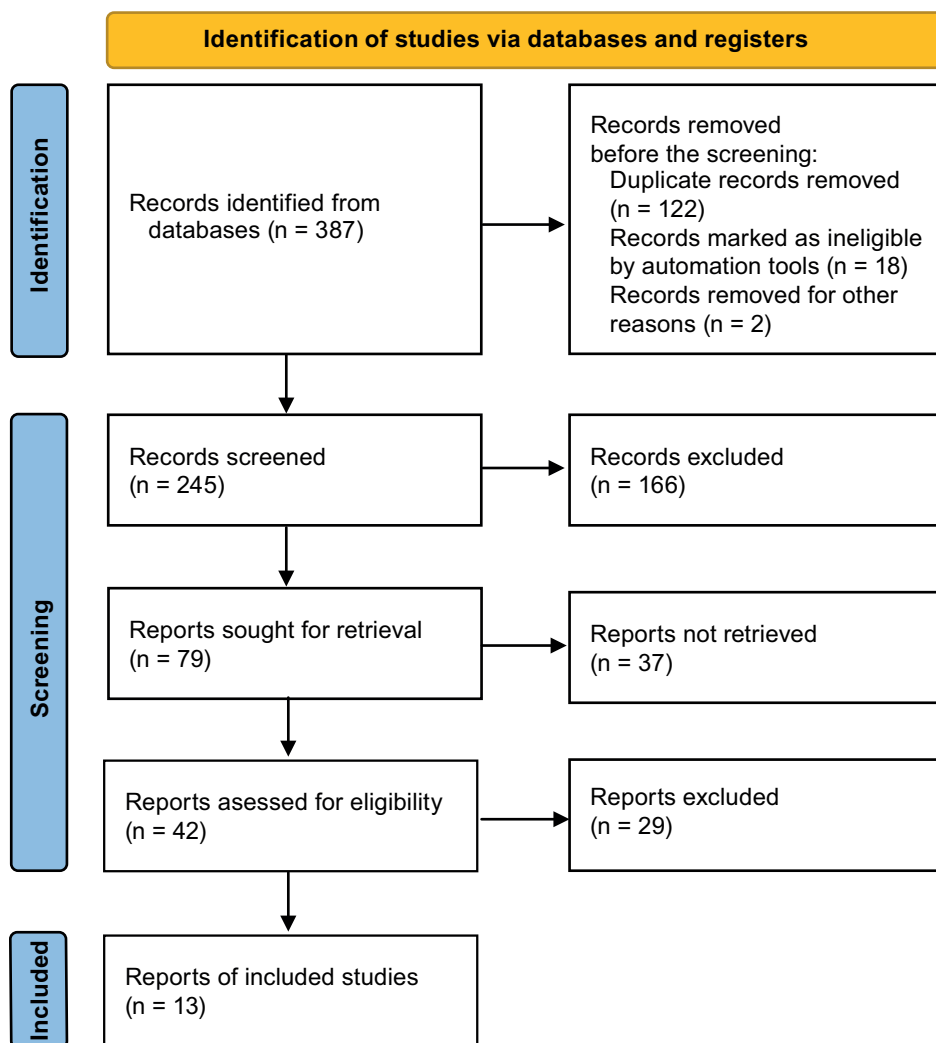 Identification of studies via databases and registers
Identification
Records identified from
databases (n = 387)
Records removed
before the screening:
Duplicate records removed
(n = 122)
Records marked as ineligible
by automation tools (n = 18)
Records removed for other
reasons (n = 2)
Screening
Records screened
(n = 245)
Records excluded
(n = 166)
Reports sought for retrieval
(n = 79)
Reports not retrieved
(n = 37)
Reports asessed for eligibility
(n = 42)
Reports excluded
(n = 29)
Included
Reports of included studies
(n = 13)